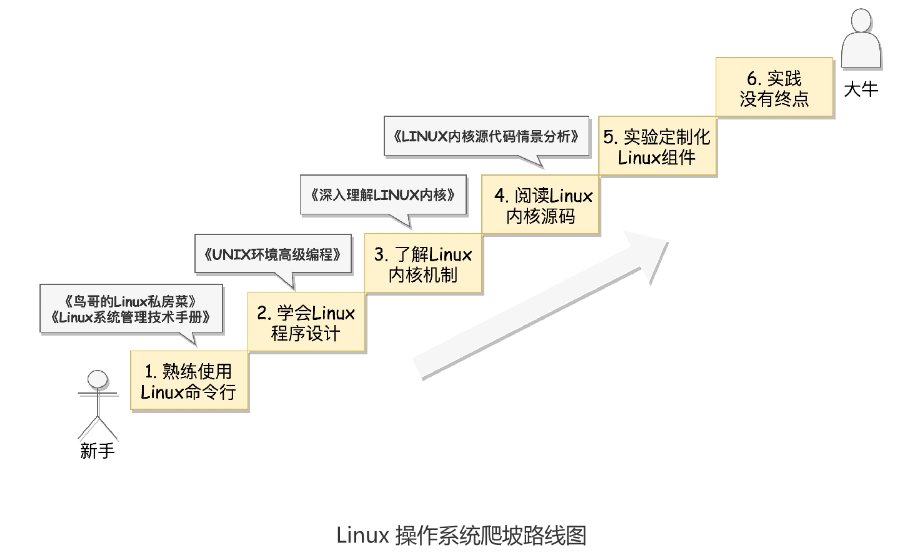 大牛
6. 实践
没有终点
《LINUX内核源代码情景分析》
5. 实验定制化
Linux组件
《深入理解LINUX内核》
4. 阅读Linux
内核源码
《UNIX环境高级编程》
3. 了解Linux
内核机制
《鸟哥的Linux私房菜》
《Linux系统管理技术手册》
2. 学会Linux
程序设计
1. 熟练使用
Linux命令行
新手
Linux 操作系统爬坡路线图